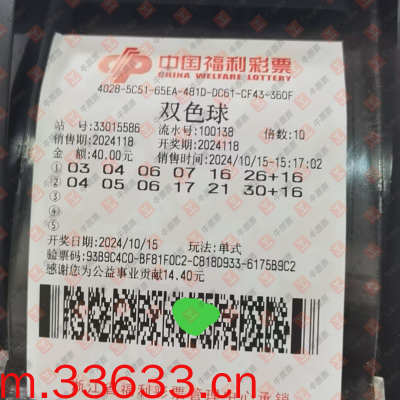 中国福利彩票
CHINA WELFARE LOTTERY
4028-5C51-65EA-481D-DC61-CF43-360F
双色球
站 号:33015586 流水号:100138 倍数:10
销售期:2024118 开奖期:2024118
金 额:40.00元 销售时间:2024/10/15-15:17:02
① 03 04 06 07 16 26+16
② 04 05 06 17 21 30+16
③
④
⑤
开奖日期:2024/10/15 玩法:单式
验票码:93B9C4C0-BF81F0C2-C818D933-6175B9C2
感谢您为公益事业贡献14.40元
m.33633.com.cn